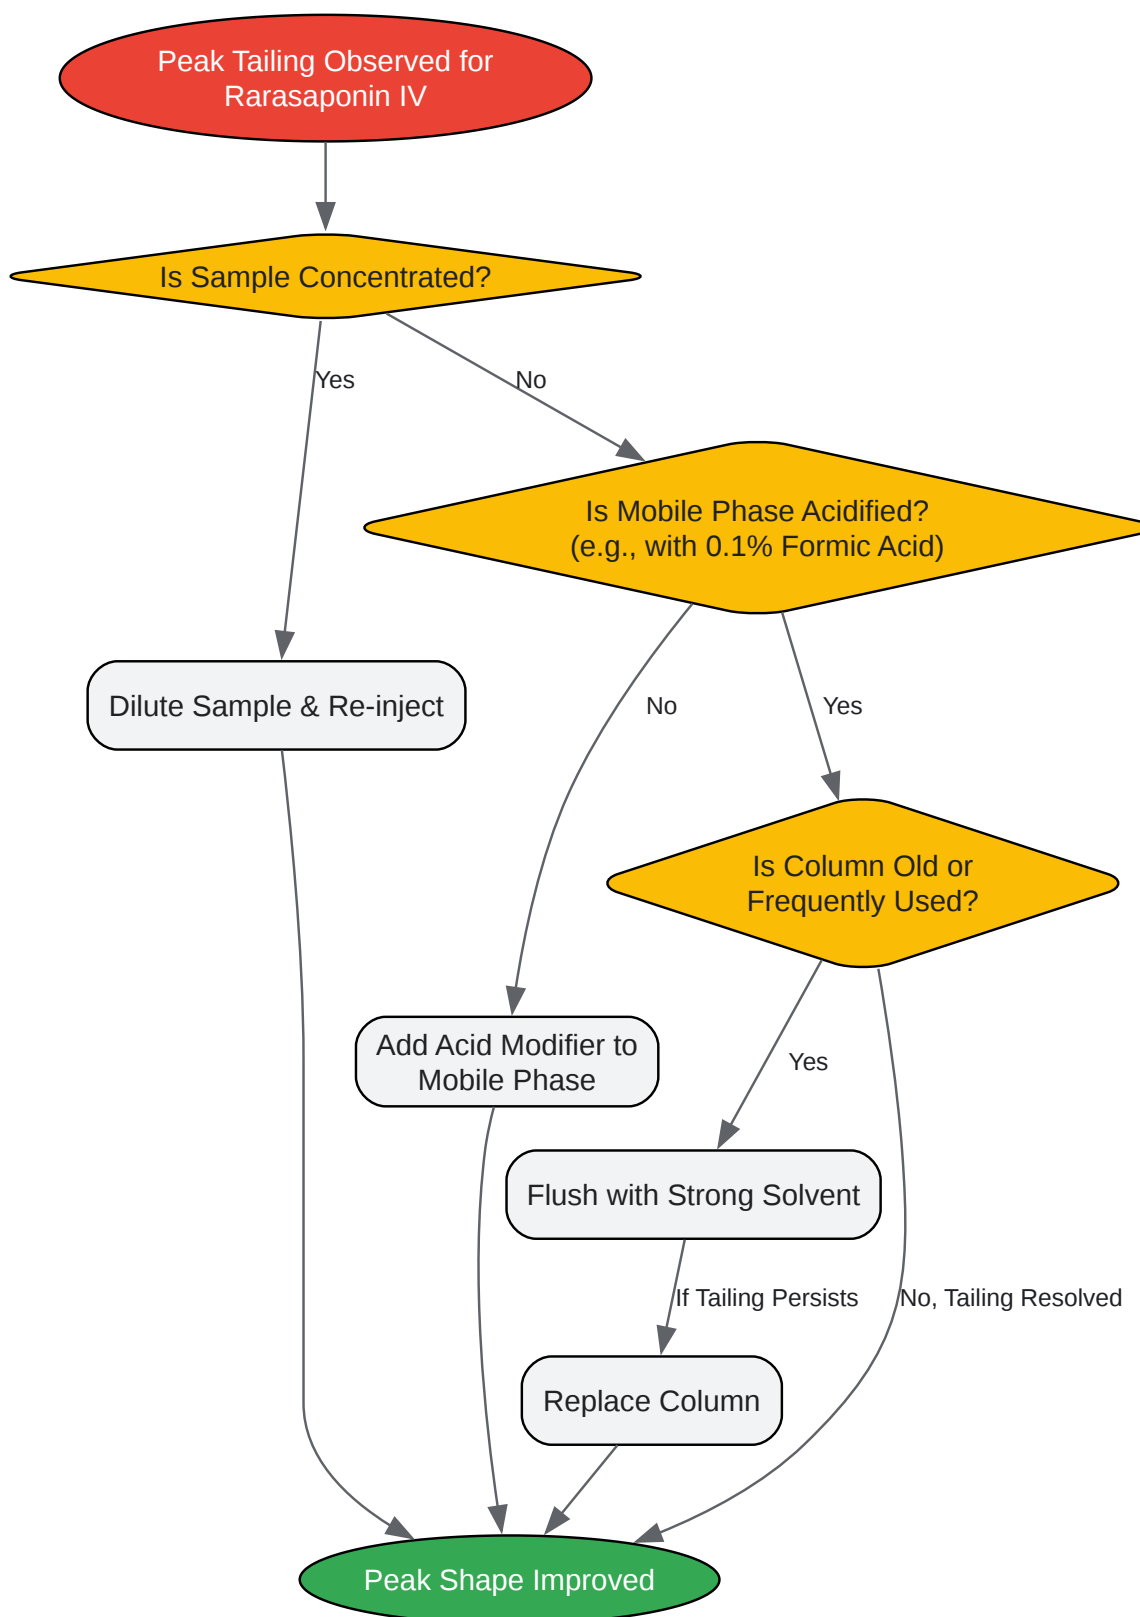 Peak Tailing Observed for
Rarasaponin IV
Is Sample Concentrated?
Yes
No
Is Mobile Phase Acidified?
(e.g., with 0.1% Formic Acid)
Dilute Sample & Re-inject
No
Yes
Is Column Old or
Frequently Used?
Add Acid Modifier to
Mobile Phase
Yes
Flush with Strong Solvent
If Tailing Persists
No, Tailing Resolved
Replace Column
Peak Shape Improved